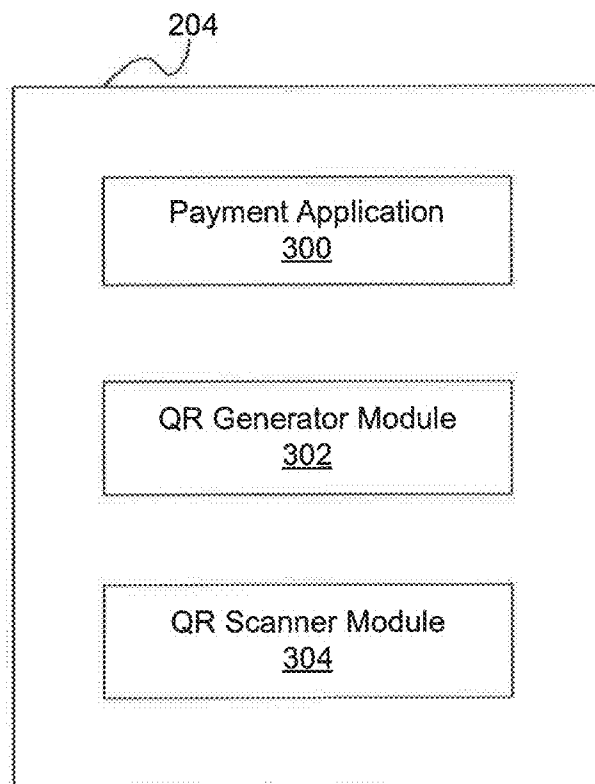 204
Payment Application
300
QR Generator Module
302
QR Scanner Module
304